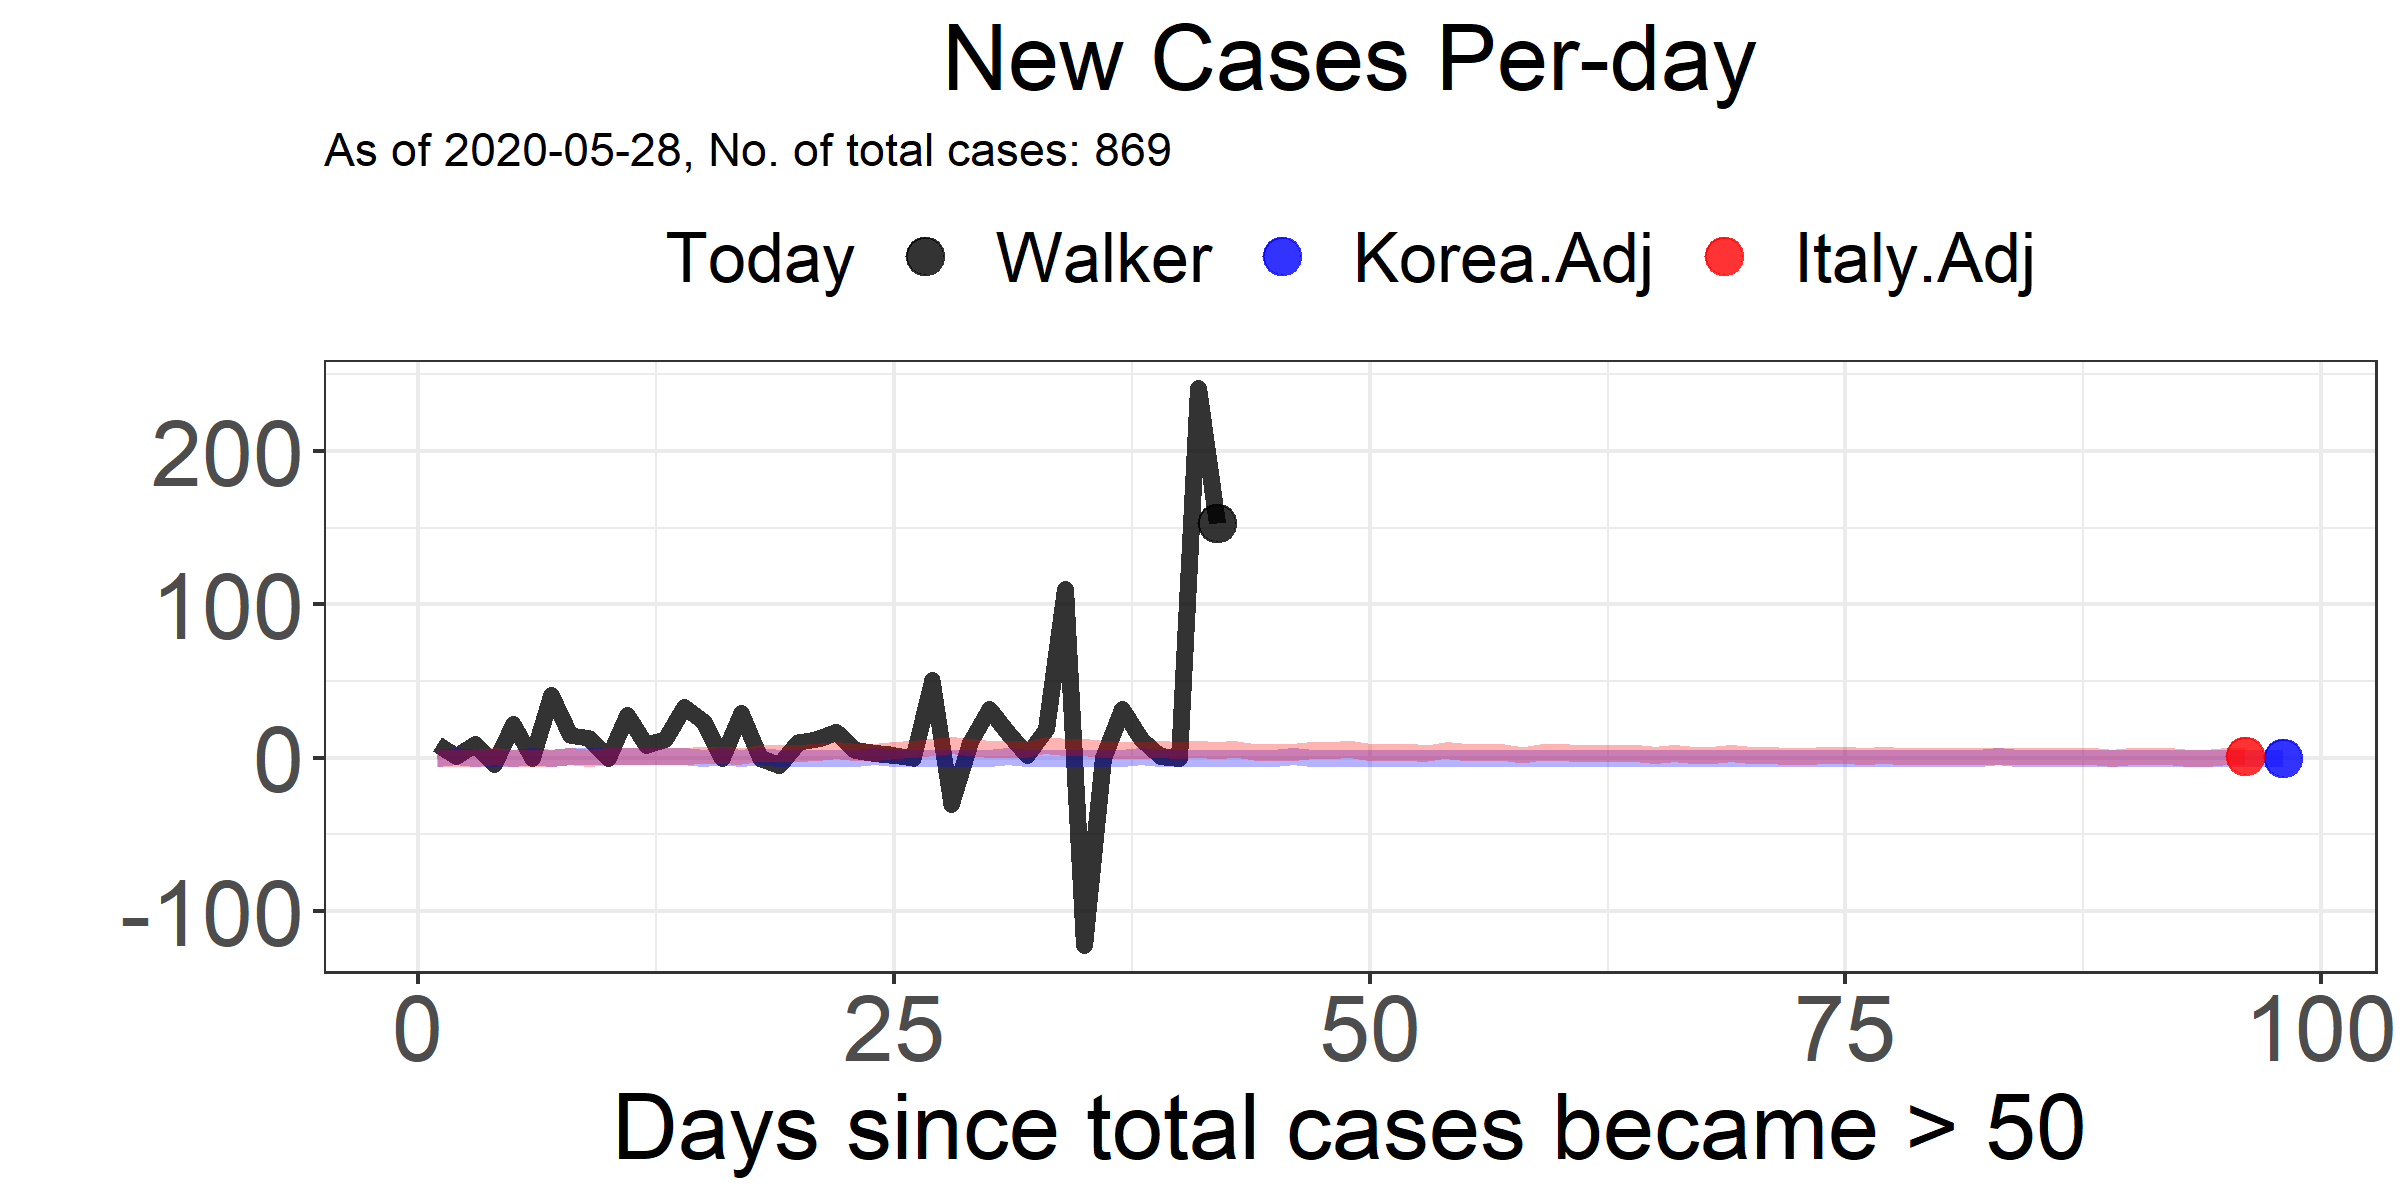 New Cases Per-day
As of 2020-05-28, No. of total cases: 869
Today Walker Korea.Adj Italy.Adj
200
100
0
-100
0 25 50 75 100
Days since total cases became > 50